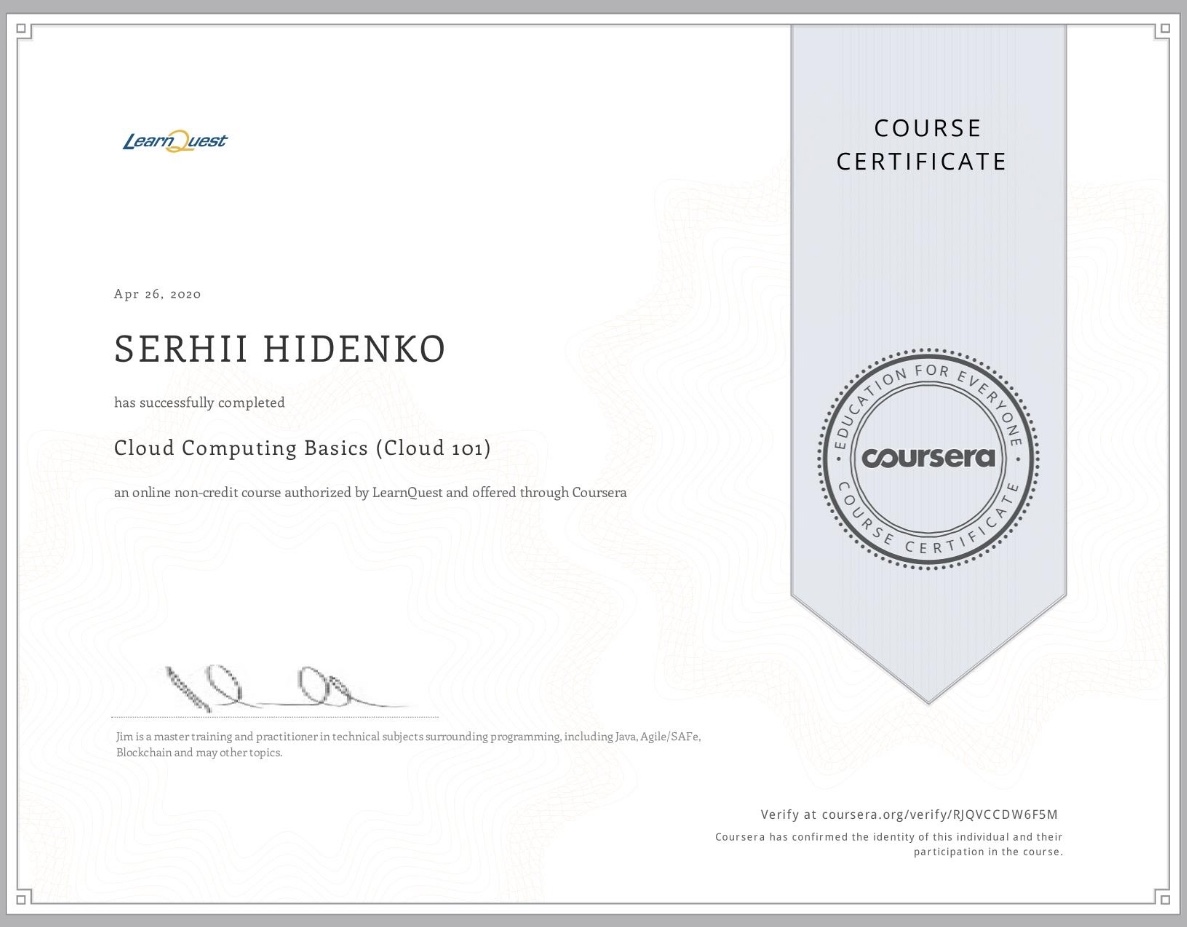 LearnQuest
COURSE
CERTIFICATE
Apr 26, 2020
SERHII HIDENKO
has successfully completed
Cloud Computing Basics (Cloud 101)
an online non-credit course authorized by LearnQuest and offered through Coursera
EDUCATION FOR EVERYONE
coursera
COURSE CERTIFICATE
Jim is a master training and practitioner in technical subjects surrounding programming, including Java, Agile/SAFe,
Blockchain and may other topics.
Verify at coursera.org/verify/RJQVCCDW6F5M
Coursera has confirmed the identity of this individual and their
participation in the course.